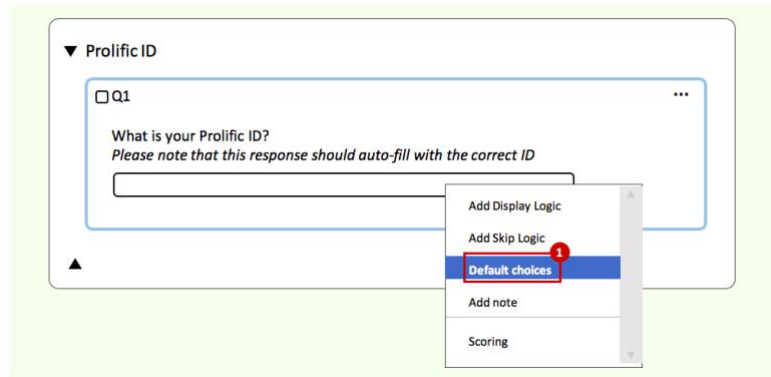 Prolific ID
Q1
...
What is your Prolific ID?
Please note that this response should auto-fill with the correct ID
Add Display Logic
Add Skip Logic
1
Default choices
Add note
Scoring